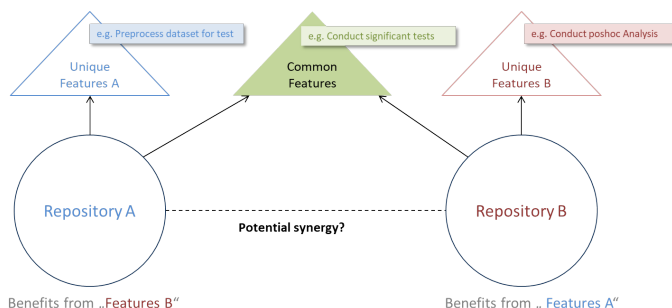 e.g. Preprocess dataset for test
e.g. Conduct significant tests
e.g. Conduct poshoc Analysis
Unique
Features A
Common
Features
Unique
Features B
Repository A
Repository B
Potential synergy?
Benefits from „Features B“
Benefits from „ Features A“